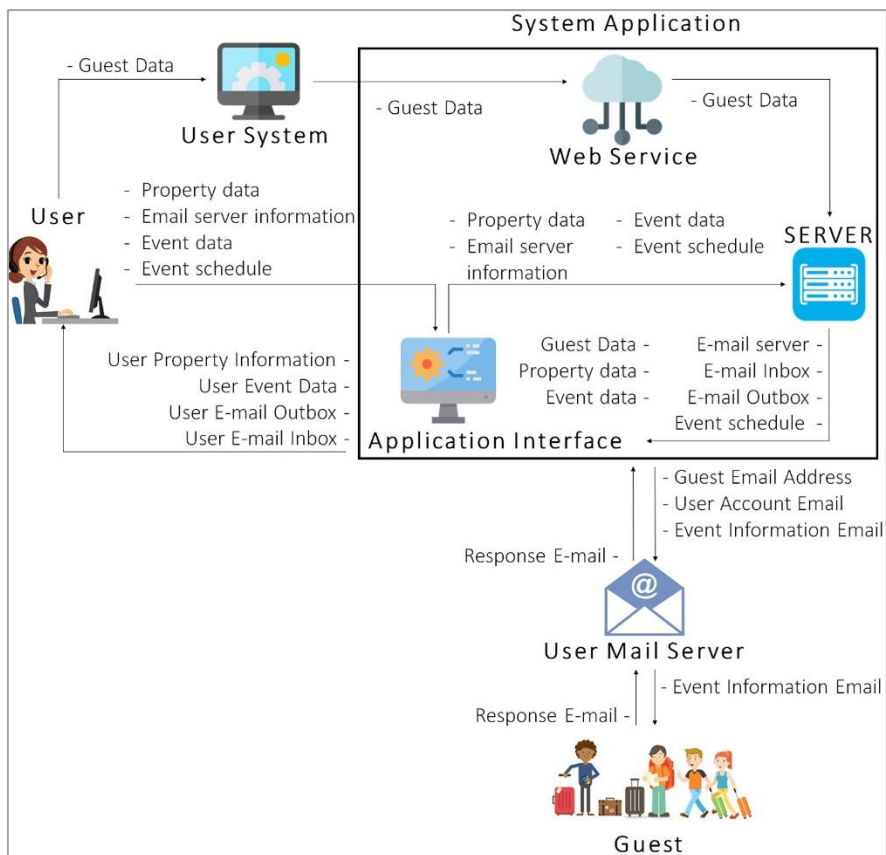 System Application
- Guest Data
User System
- Guest Data
Web Service
- Guest Data
User
- Property data
- Email server information
- Event data
- Event schedule
- Property data
- Email server
information
- Event data
- Event schedule
SERVER
User Property Information -
User Event Data -
User E-mail Outbox -
User E-mail Inbox -
Guest Data -
Property data -
Event data -
E-mail server -
E-mail Inbox -
E-mail Outbox -
Event schedule -
Application Interface
- Guest Email Address
- User Account Email
- Event Information Email
Response E-mail -
@
User Mail Server
- Event Information Email
Response E-mail -
Guest